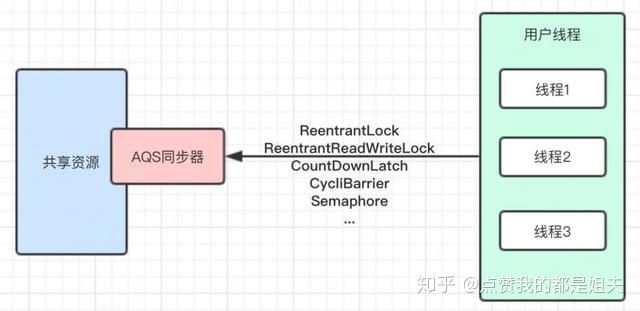 共享资源
AQS同步器
ReentrantLock
ReentrantReadWriteLock
CountDownLatch
CycliBarrier
Semaphore
...
用户线程
线程1
线程2
线程3
知乎 @点赞我的都是姐夫